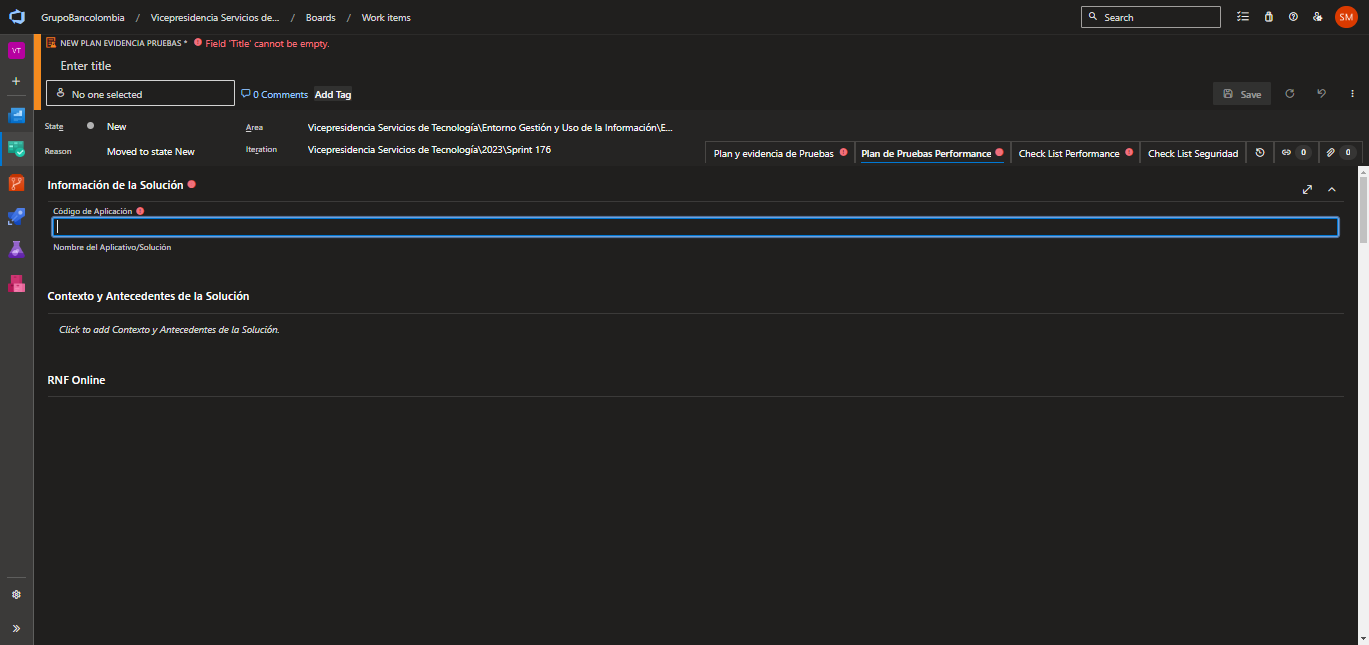 GrupoBancolombia / Vicepresidencia Servicios de... / Boards / Work items
Search
SM
VT
NEW PLAN EVIDENCIA PRUEBAS * Field 'Title' cannot be empty.
Enter title
No one selected
0 Comments Add Tag
Save
State New
Area Vicepresidencia Servicios de Tecnología\Entorno Gestión y Uso de la Información\E...
Reason Moved to state New
Iteration Vicepresidencia Servicios de Tecnología\2023\Sprint 176
Plan y evidencia de Pruebas Plan de Pruebas Performance Check List Performance Check List Seguridad 0 0
Información de la Solución
Código de Aplicación
Nombre del Aplicativo/Solución
Contexto y Antecedentes de la Solución
Click to add Contexto y Antecedentes de la Solución.
RNF Online